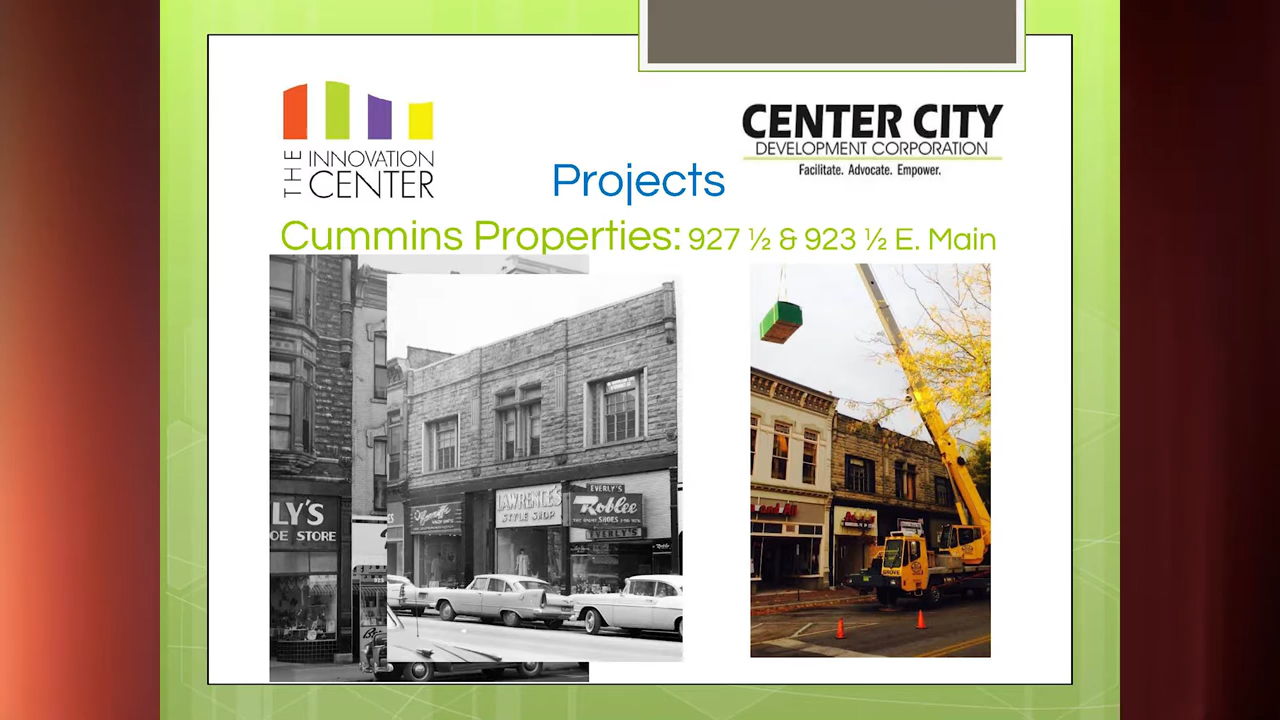 THE INNOVATION CENTER
CENTER CITY
DEVELOPMENT CORPORATION
Facilitate. Advocate. Empower.
Projects
Cummins Properties: 927 ½ & 923 ½ E. Main
LY'S
OE STORE
LAWRENCE'S
STYLE SHOP
EVERLY'S
Roblee
SHOES
EVERLY'S